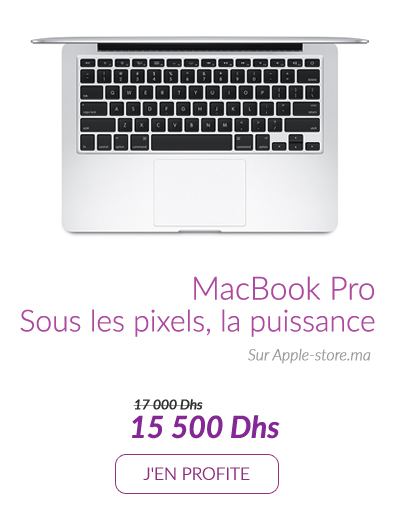 MacBook Pro
Sous les pixels, la puissance
Sur Apple-store.ma
17 000 Dhs
15 500 Dhs
J'EN PROFITE